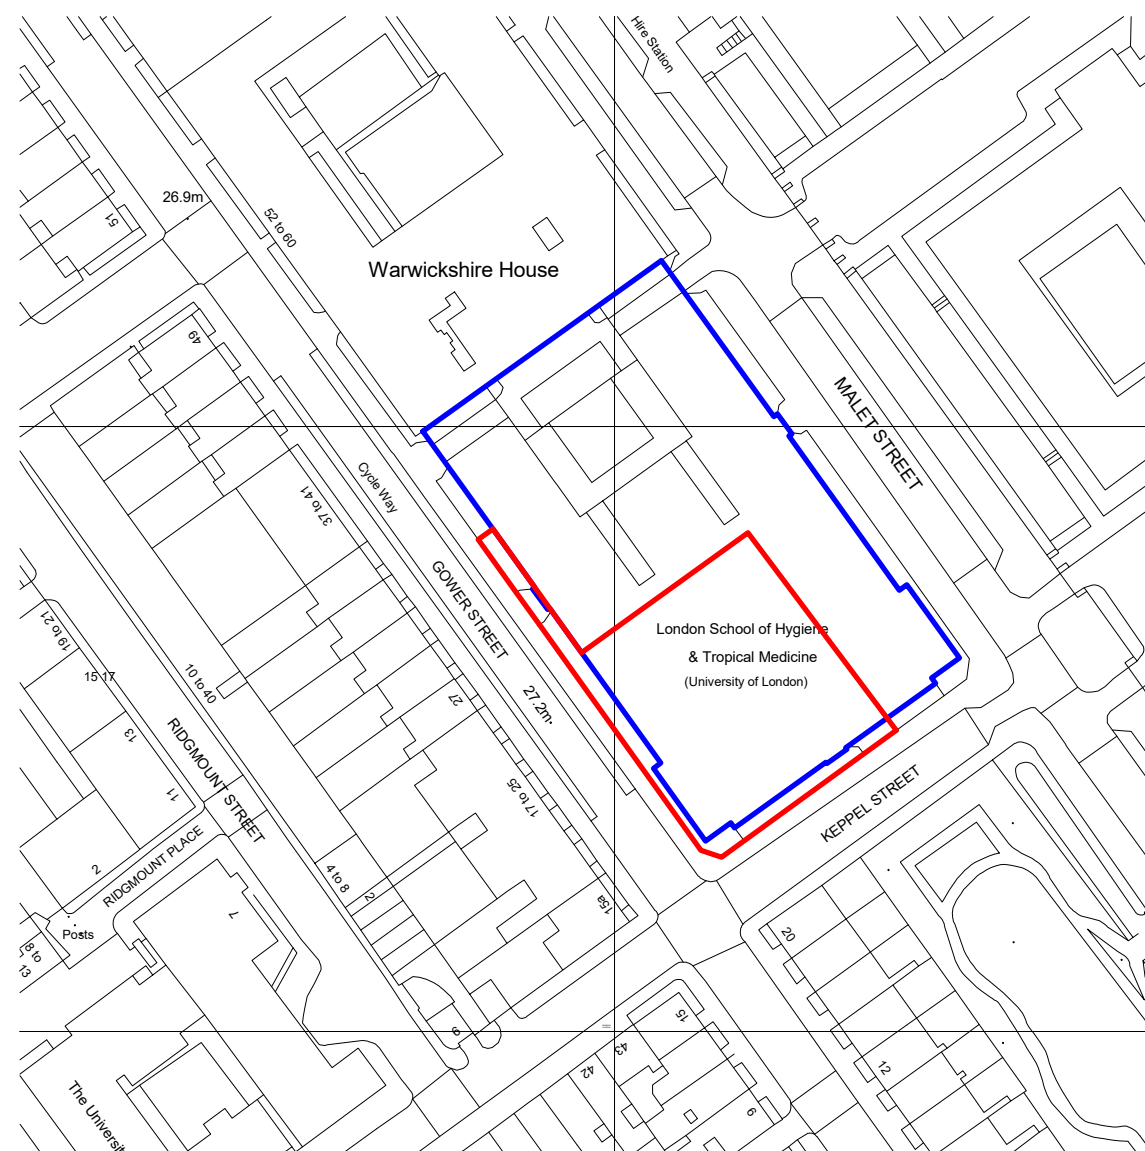 Hire Station
26.9m
51
52 to 60
Warwickshire House
49
MALET STREET
37 to 41
Cycle Way
GOWER STREET
London School of Hygiene
& Tropical Medicine
(University of London)
19 to 21
15 17
10 to 40
27
27.2m
13
RIDGMOUNT STREET
11
17 to 25
KEPPEL STREET
RIDGMOUNT PLACE
2
4 to 8
2
15a
7
Posts
8 to
13
20
15
9
43
42
12
6
The Universit